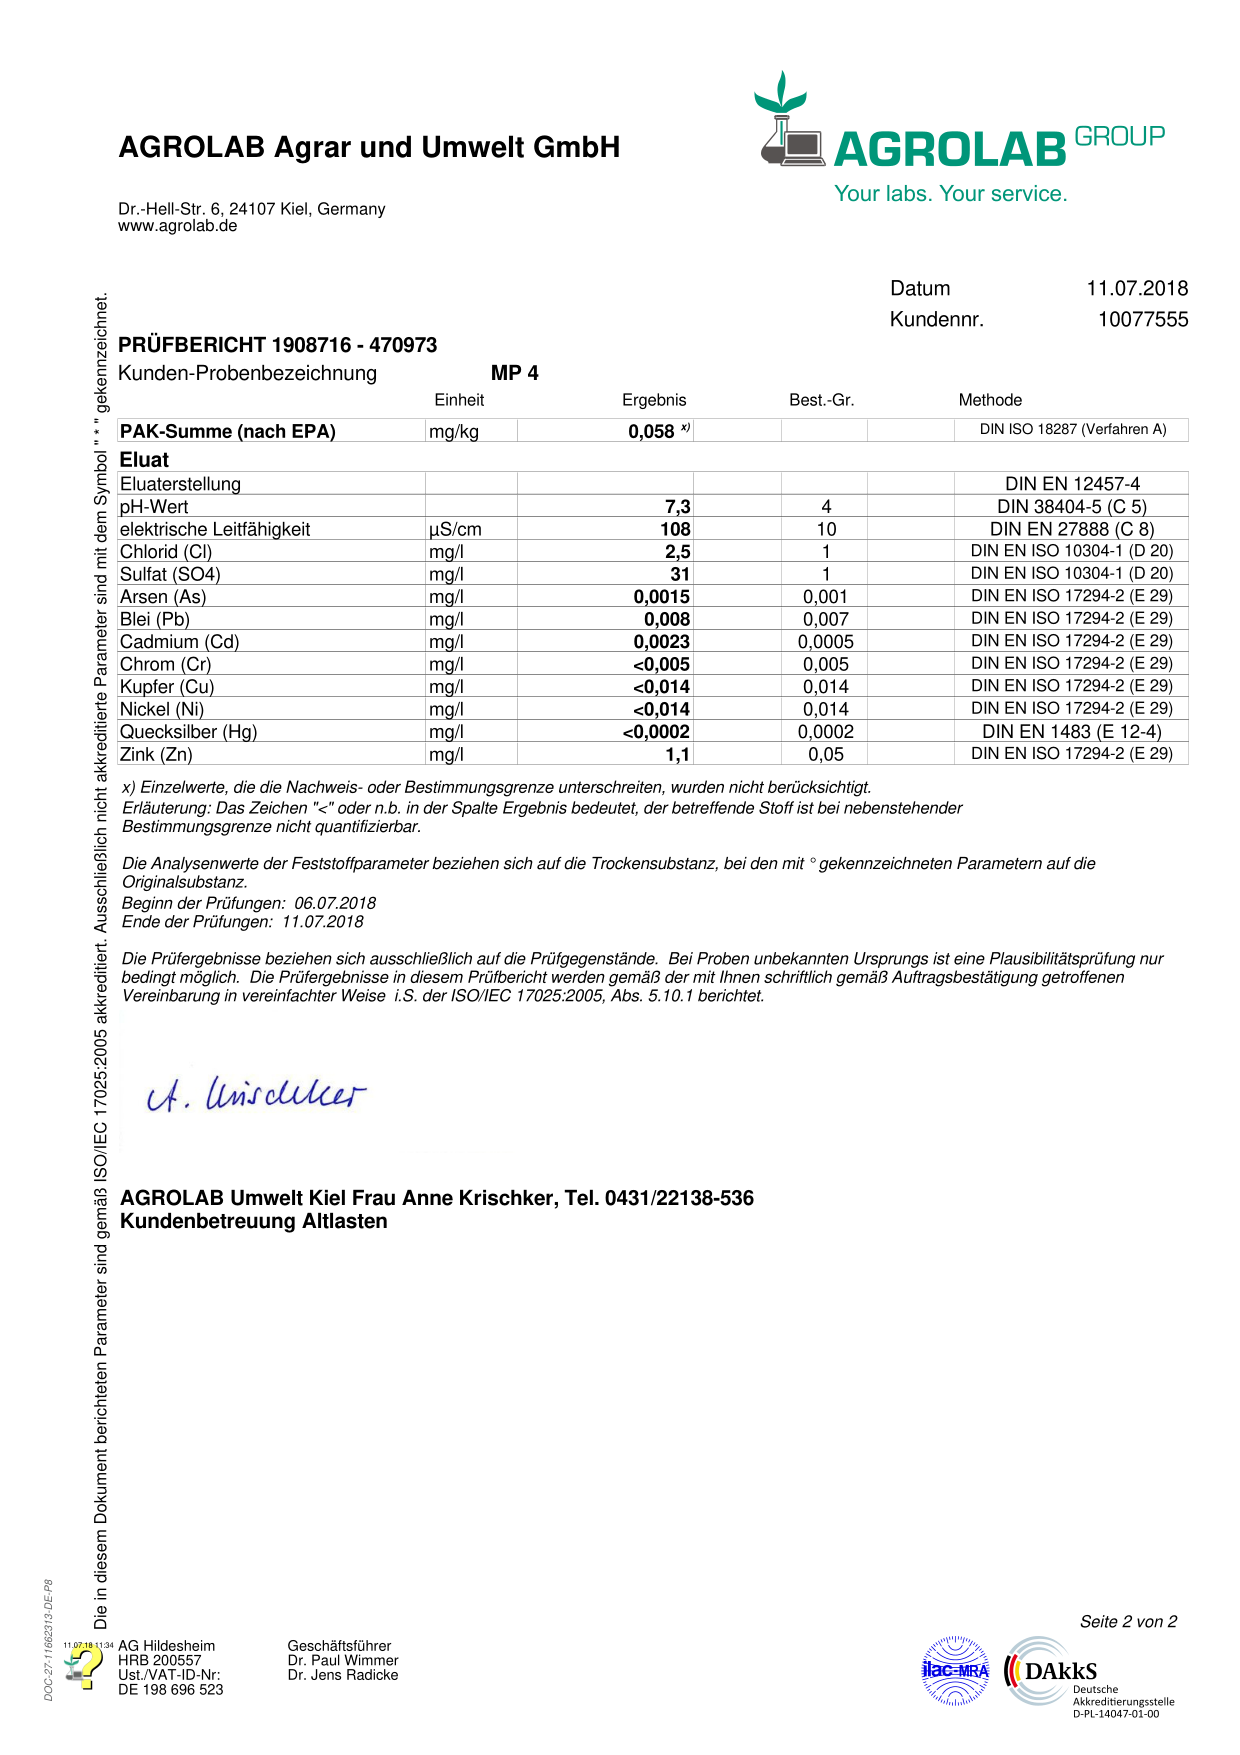 AGROLAB Agrar und Umwelt GmbH
AGROLAB GROUP
Your labs. Your service.
Dr.-Hell-Str. 6, 24107 Kiel, Germany
www.agrolab.de
Datum 11.07.2018
Kundennr. 10077555
PRÜFBERICHT 1908716 - 470973
Kunden-Probenbezeichnung MP 4
Einheit Ergebnis Best.-Gr. Methode
PAK-Summe (nach EPA) mg/kg 0,058 x) DIN ISO 18287 (Verfahren A)
Eluat
Eluaterstellung DIN EN 12457-4
pH-Wert 7,3 4 DIN 38404-5 (C 5)
elektrische Leitfähigkeit µS/cm 108 10 DIN EN 27888 (C 8)
Chlorid (Cl) mg/l 2,5 1 DIN EN ISO 10304-1 (D 20)
Sulfat (SO4) mg/l 31 1 DIN EN ISO 10304-1 (D 20)
Arsen (As) mg/l 0,0015 0,001 DIN EN ISO 17294-2 (E 29)
Blei (Pb) mg/l 0,008 0,007 DIN EN ISO 17294-2 (E 29)
Cadmium (Cd) mg/l 0,0023 0,0005 DIN EN ISO 17294-2 (E 29)
Chrom (Cr) mg/l <0,005 0,005 DIN EN ISO 17294-2 (E 29)
Kupfer (Cu) mg/l <0,014 0,014 DIN EN ISO 17294-2 (E 29)
Nickel (Ni) mg/l <0,014 0,014 DIN EN ISO 17294-2 (E 29)
Quecksilber (Hg) mg/l <0,0002 0,0002 DIN EN 1483 (E 12-4)
Zink (Zn) mg/l 1,1 0,05 DIN EN ISO 17294-2 (E 29)
x) Einzelwerte, die die Nachweis- oder Bestimmungsgrenze unterschreiten, wurden nicht berücksichtigt.
Erläuterung: Das Zeichen "<" oder n.b. in der Spalte Ergebnis bedeutet, der betreffende Stoff ist bei nebenstehender
Bestimmungsgrenze nicht quantifizierbar.
Die Analysenwerte der Feststoffparameter beziehen sich auf die Trockensubstanz, bei den mit ° gekennzeichneten Parametern auf die
Originalsubstanz.
Beginn der Prüfungen: 06.07.2018
Ende der Prüfungen: 11.07.2018
Die Prüfergebnisse beziehen sich ausschließlich auf die Prüfgegenstände. Bei Proben unbekannten Ursprungs ist eine Plausibilitätsprüfung nur
bedingt möglich. Die Prüfergebnisse in diesem Prüfbericht werden gemäß der mit Ihnen schriftlich gemäß Auftragsbestätigung getroffenen
Vereinbarung in vereinfachter Weise i.S. der ISO/IEC 17025:2005, Abs. 5.10.1 berichtet.
A. Krischker
AGROLAB Umwelt Kiel Frau Anne Krischker, Tel. 0431/22138-536
Kundenbetreuung Altlasten
Die in diesem Dokument berichteten Parameter sind gemäß ISO/IEC 17025:2005 akkreditiert. Ausschließlich nicht akkreditierte Parameter sind mit dem Symbol " * " gekennzeichnet.
DOC-27-11662313-DE-P8
Seite 2 von 2
11.07.18 11:34
?
AG Hildesheim
HRB 200557
Ust./VAT-ID-Nr:
DE 198 696 523
Geschäftsführer
Dr. Paul Wimmer
Dr. Jens Radicke
ilac-MRA
DAkkS
Deutsche
Akkreditierungsstelle
D-PL-14047-01-00